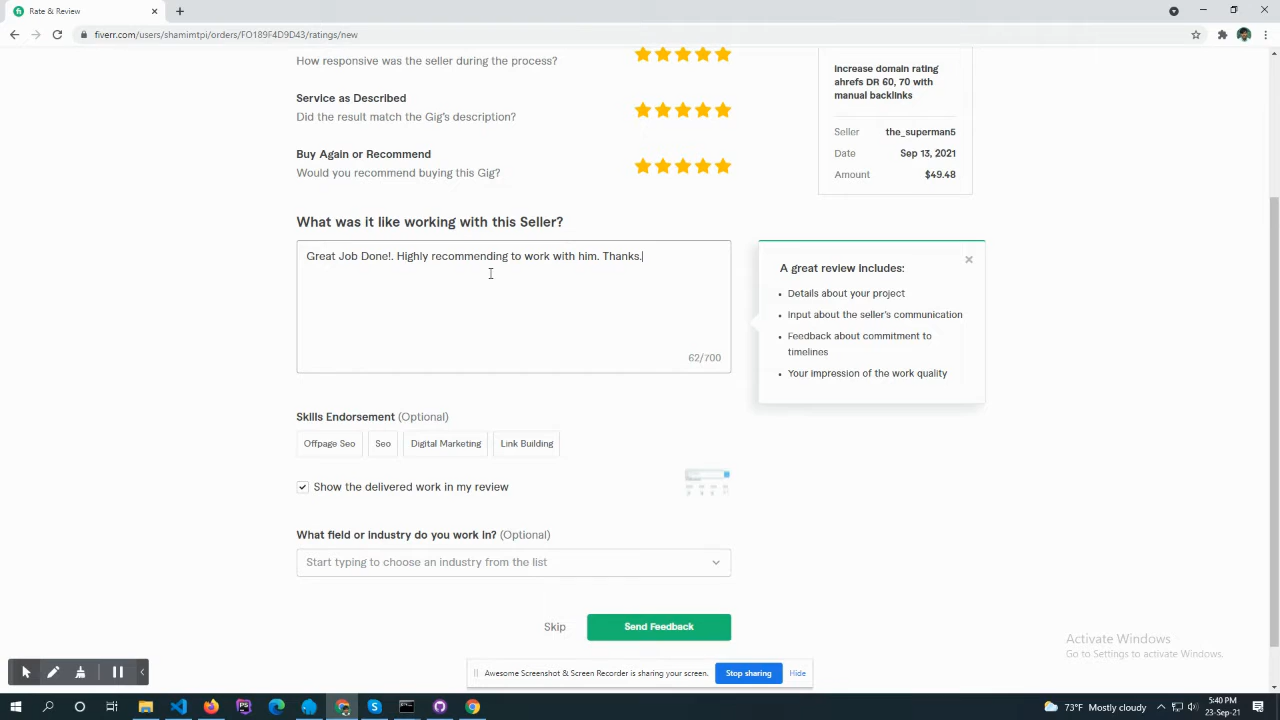 Rate & Review
fiverr.com/users/shamimtpi/orders/FO189F4D9D43/ratings/new
How responsive was the seller during the process?
Service as Described
Did the result match the Gig's description?
Buy Again or Recommend
Would you recommend buying this Gig?
Increase domain rating
ahrefs DR 60, 70 with
manual backlinks
Seller the_superman5
Date Sep 13, 2021
Amount $49.48
What was it like working with this Seller?
Great Job Done!. Highly recommending to work with him. Thanks.
62/700
A great review includes:
Details about your project
Input about the seller's communication
Feedback about commitment to
timelines
Your impression of the work quality
Skills Endorsement (Optional)
Offpage Seo Seo Digital Marketing Link Building
Show the delivered work in my review
What field or industry do you work in? (Optional)
Start typing to choose an industry from the list
Skip Send Feedback
Activate Windows
Go to Settings to activate Windows.
Awesome Screenshot & Screen Recorder is sharing your screen. Stop sharing Hide
73°F Mostly cloudy
5:40 PM
23-Sep-21